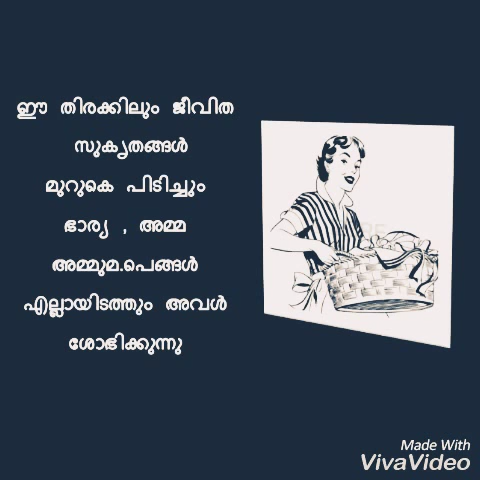 ഈ തിരക്കിലും ജീവിത
സുകൃതങ്ങൾ
മുറുകെ പിടിച്ചും
ഭാര്യ , അമ്മ
അമ്മുമ.പെങ്ങൾ
എല്ലായിടത്തും അവൾ
ശോഭിക്കുന്നു
Made With
VivaVideo